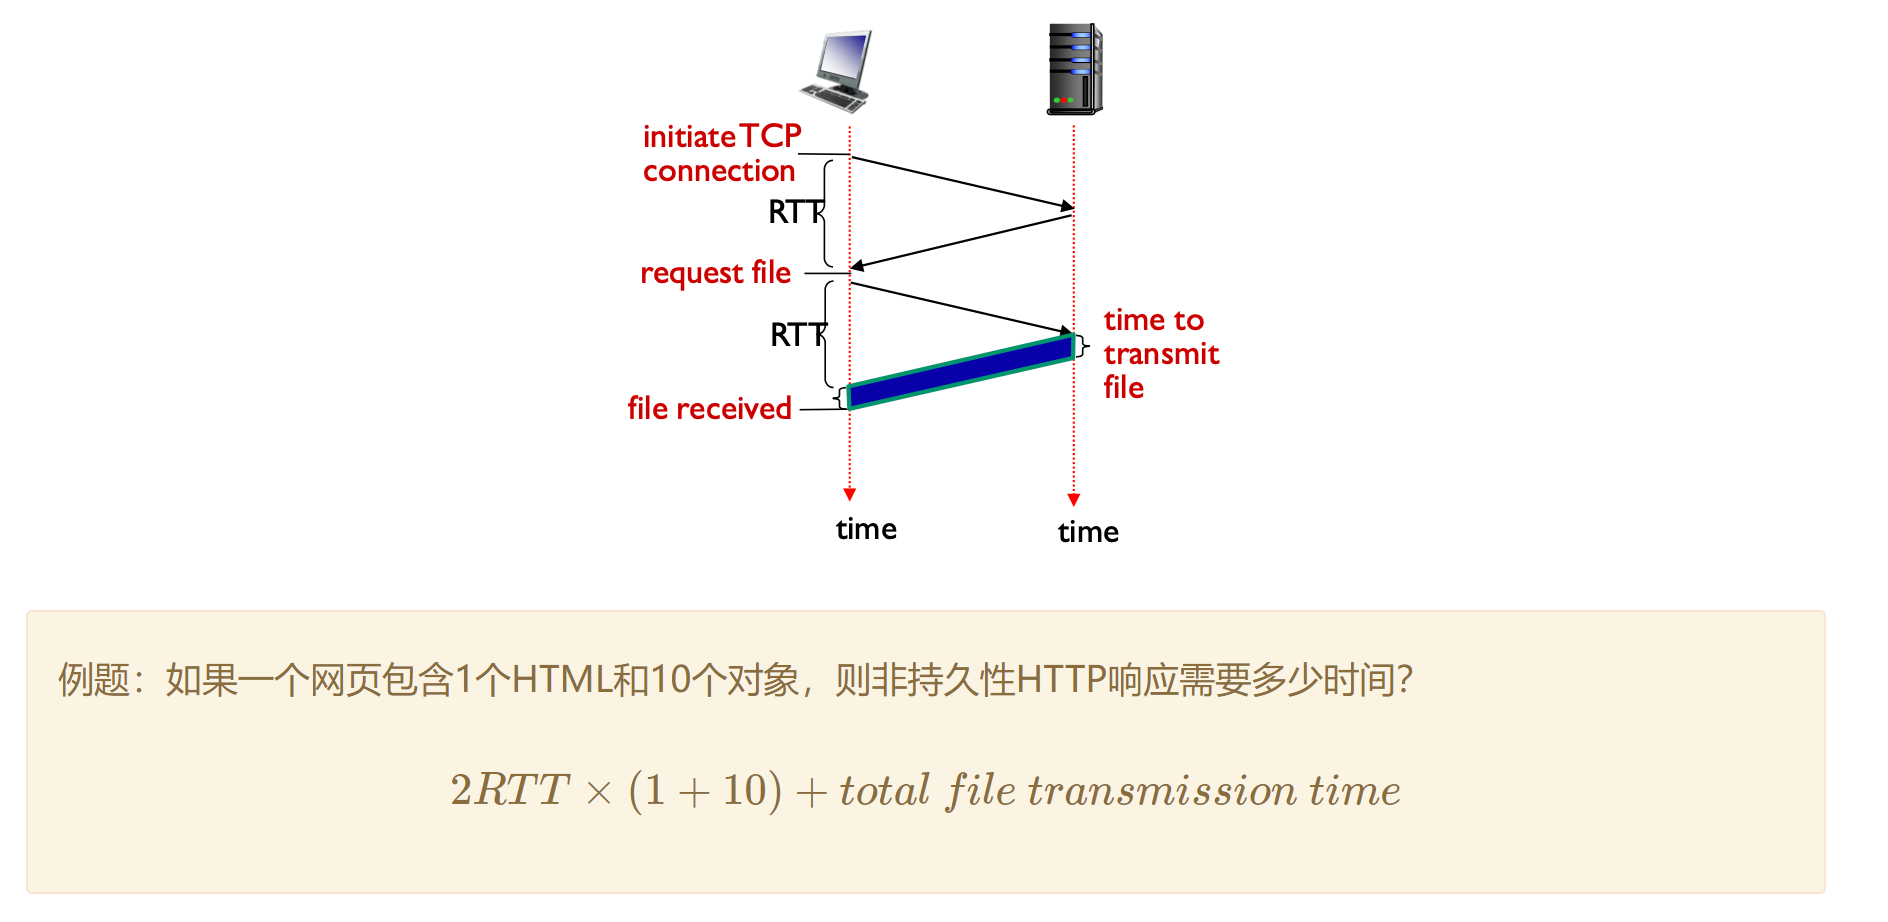 initiate TCP
connection
RTT
request file
RTT
time to
transmit
file
file received
time
time
例题：如果一个网页包含1个HTML和10个对象，则非持久性HTTP响应需要多少时间？
2RTT × (1 + 10) + total file transmission time